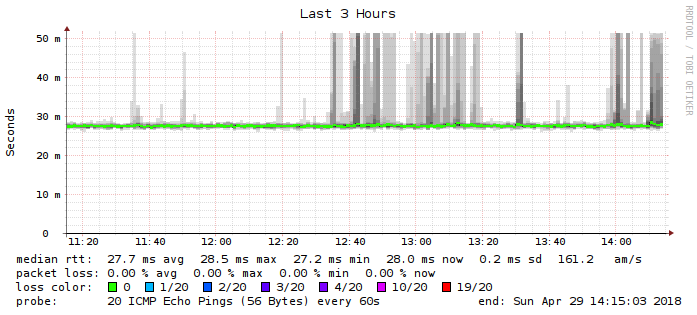 Last 3 Hours
RRDTOOL / TOBI OETIKER
Seconds
50 m
40 m
30 m
20 m
10 m
0
11:20 11:40 12:00 12:20 12:40 13:00 13:20 13:40 14:00
median rtt: 27.7 ms avg 28.5 ms max 27.2 ms min 28.0 ms now 0.2 ms sd 161.2 am/s
packet loss: 0.00 % avg 0.00 % max 0.00 % min 0.00 % now
loss color: 0 1/20 2/20 3/20 4/20 10/20 19/20
probe: 20 ICMP Echo Pings (56 Bytes) every 60s end: Sun Apr 29 14:15:03 2018